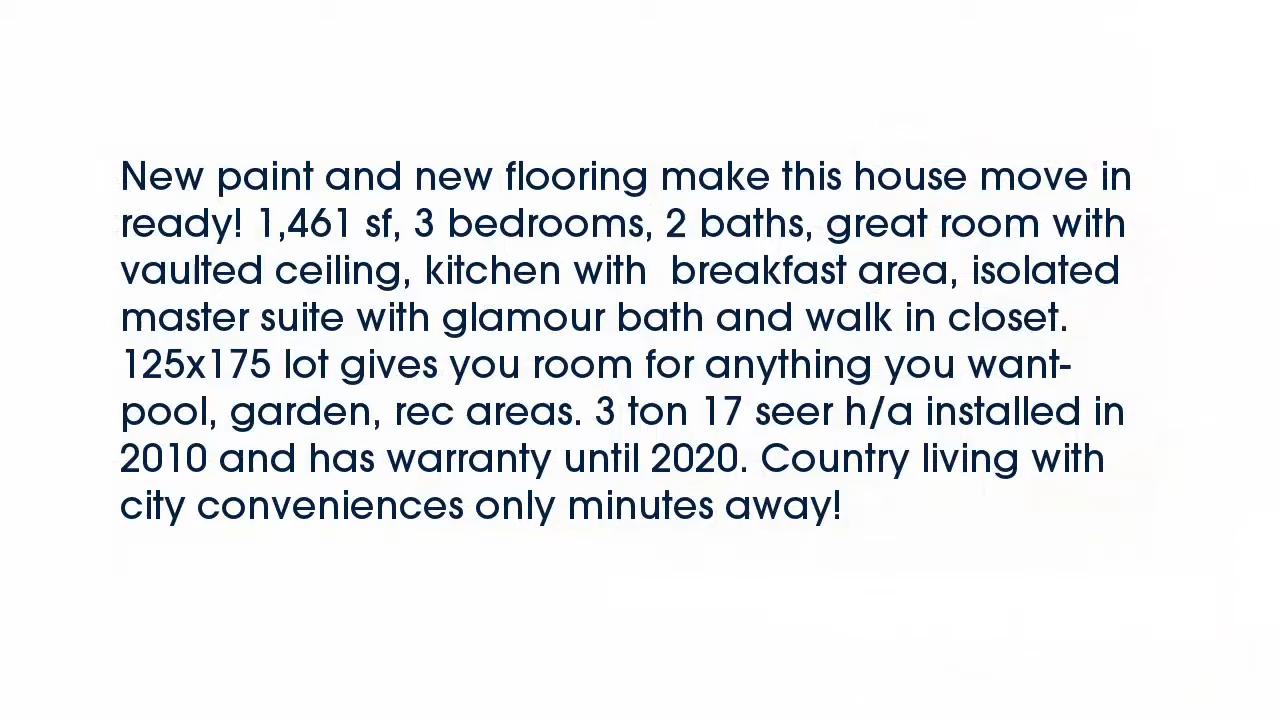 New paint and new flooring make this house move in
ready! 1,461 sf, 3 bedrooms, 2 baths, great room with
vaulted ceiling, kitchen with  breakfast area, isolated
master suite with glamour bath and walk in closet.
125x175 lot gives you room for anything you want-
pool, garden, rec areas. 3 ton 17 seer h/a installed in
2010 and has warranty until 2020. Country living with
city conveniences only minutes away!